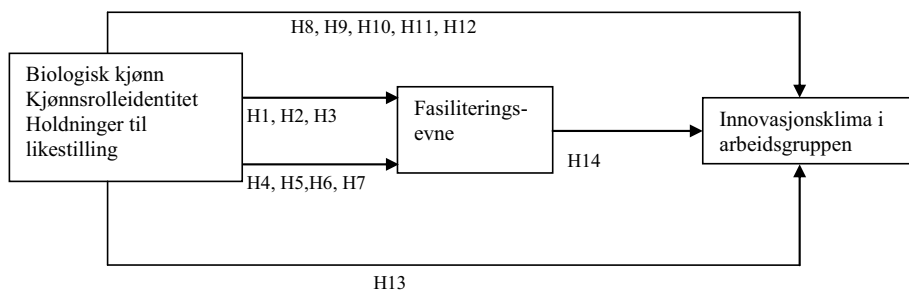 H8, H9, H10, H11, H12
Biologisk kjønn
Kjønnsrolleidentitet
Holdninger til
likestilling
H1, H2, H3
H4, H5,H6, H7
Fasiliterings-
evne
H14
Innovasjonsklima i
arbeidsgruppen
H13